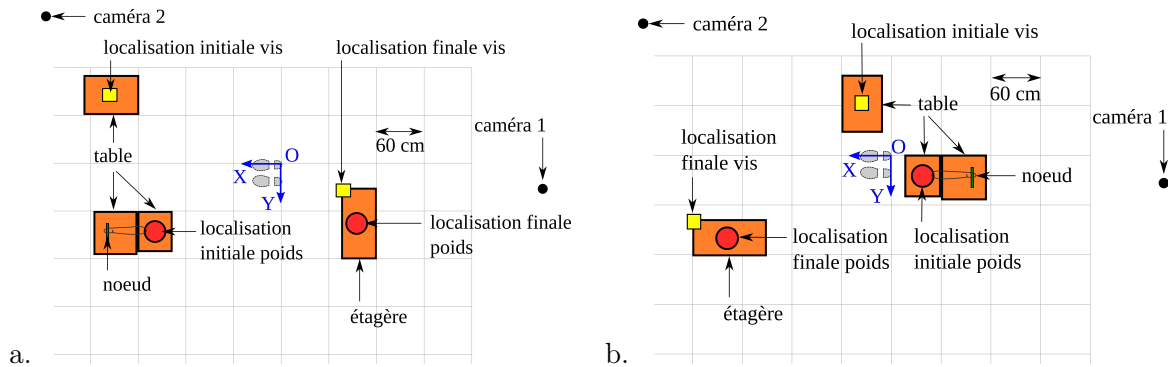 caméra 2
localisation initiale vis
localisation finale vis
60 cm
caméra 1
table
O
X
Y
localisation
initiale poids
localisation finale
poids
noeud
étagère
a.
caméra 2
localisation initiale vis
60 cm
table
caméra 1
localisation
finale vis
O
X
Y
noeud
localisation
finale poids
localisation
initiale poids
étagère
b.